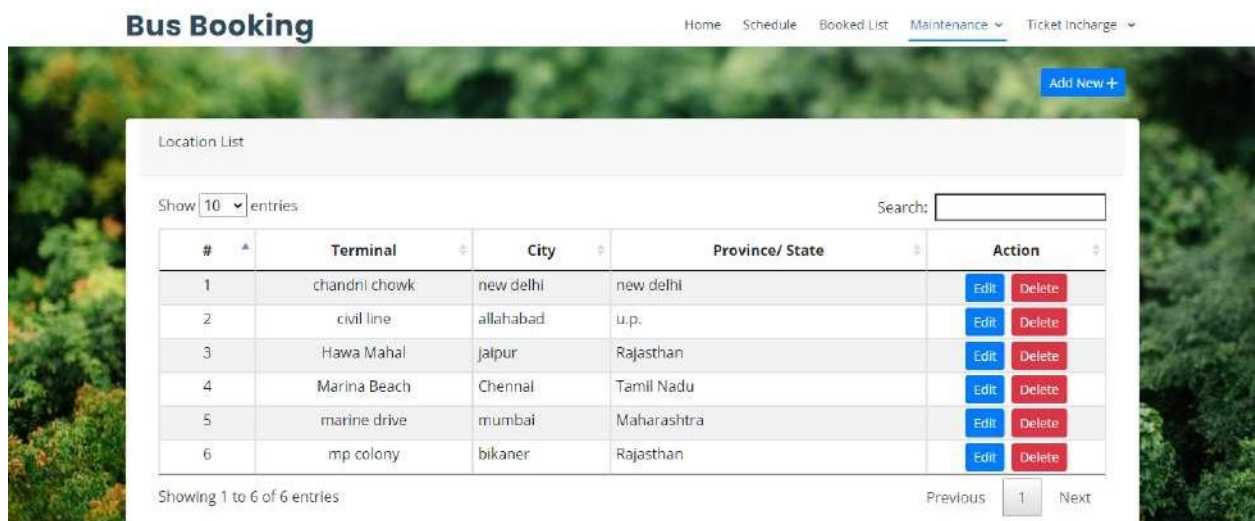 Bus Booking Home Schedule Booked List Maintenance Ticket Incharge
Add New +
Location List
Show 10 entries Search:
# Terminal City Province/ State Action
1 chandni chowk new delhi new delhi Edit Delete
2 civil line allahabad u.p. Edit Delete
3 Hawa Mahal jaipur Rajasthan Edit Delete
4 Marina Beach Chennai Tamil Nadu Edit Delete
5 marine drive mumbai Maharashtra Edit Delete
6 mp colony bikaner Rajasthan Edit Delete
Showing 1 to 6 of 6 entries Previous 1 Next